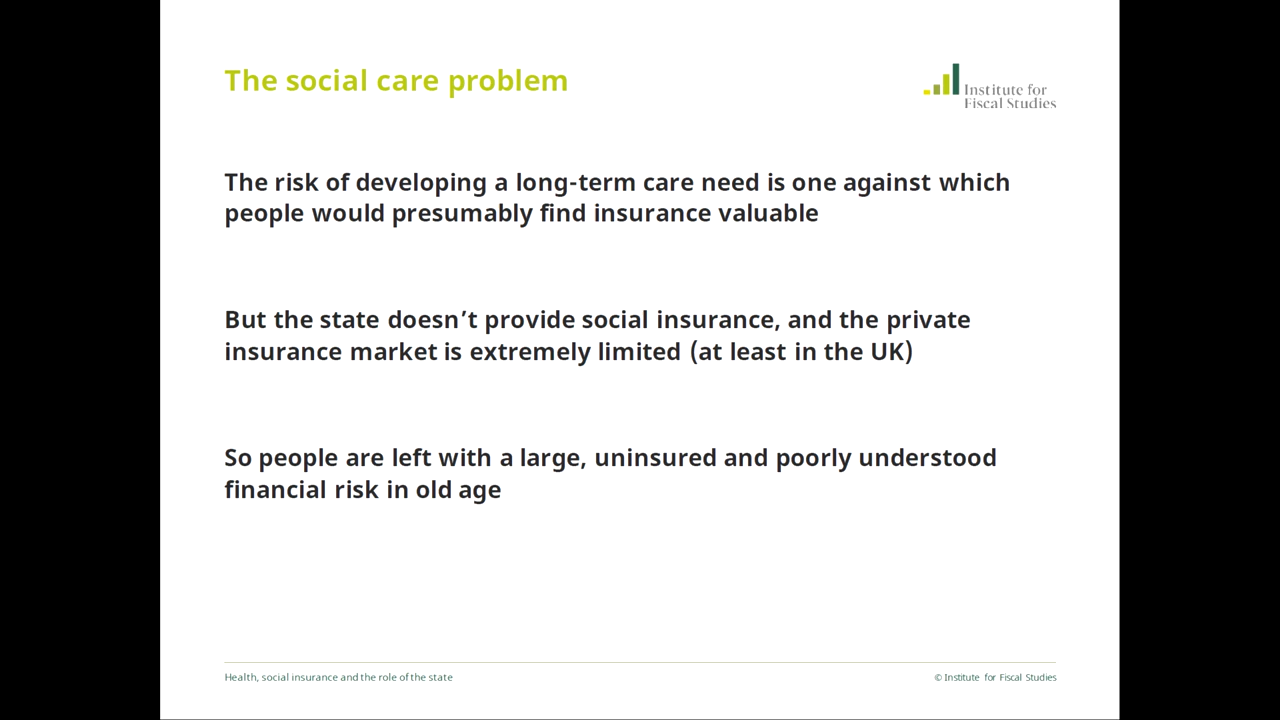 The social care problem
Institute for
Fiscal Studies
The risk of developing a long-term care need is one against which
people would presumably find insurance valuable
But the state doesn’t provide social insurance, and the private
insurance market is extremely limited (at least in the UK)
So people are left with a large, uninsured and poorly understood
financial risk in old age
Health, social insurance and the role of the state
© Institute for Fiscal Studies